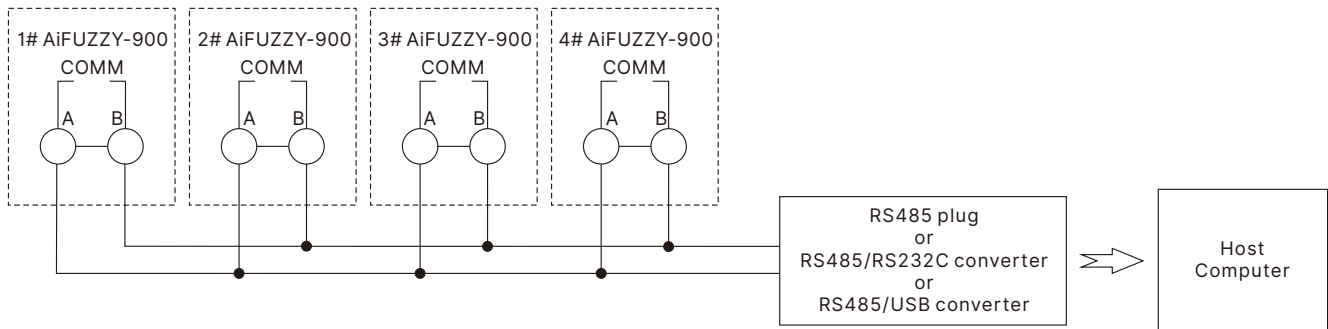 1# AiFUZZY-900
COMM
A B
2# AiFUZZY-900
COMM
A B
3# AiFUZZY-900
COMM
A B
4# AiFUZZY-900
COMM
A B
RS485 plug
or
RS485/RS232C converter
or
RS485/USB converter
Host
Computer